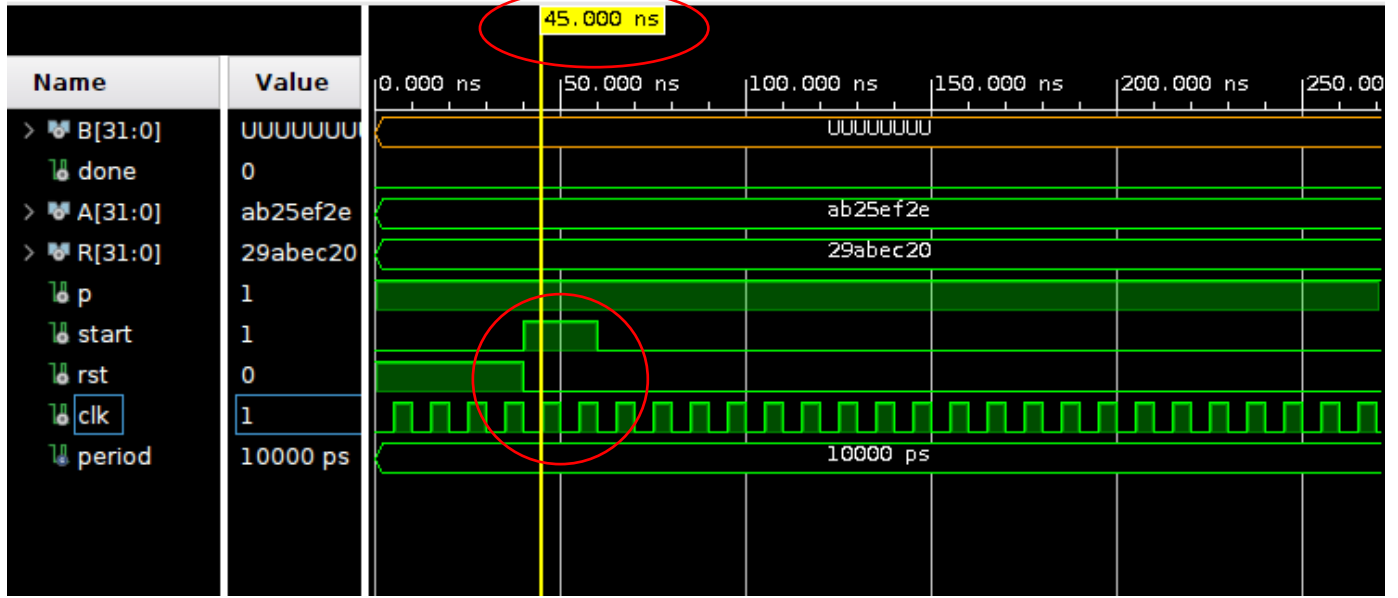 45.000 ns
Name Value 0.000 ns 50.000 ns 100.000 ns 150.000 ns 200.000 ns 250.00
B[31:0] UUUUUUUU UUUUUUUU
done 0
A[31:0] ab25ef2e ab25ef2e
R[31:0] 29abec20 29abec20
p 1
start 1
rst 0
clk 1
period 10000 ps 10000 ps